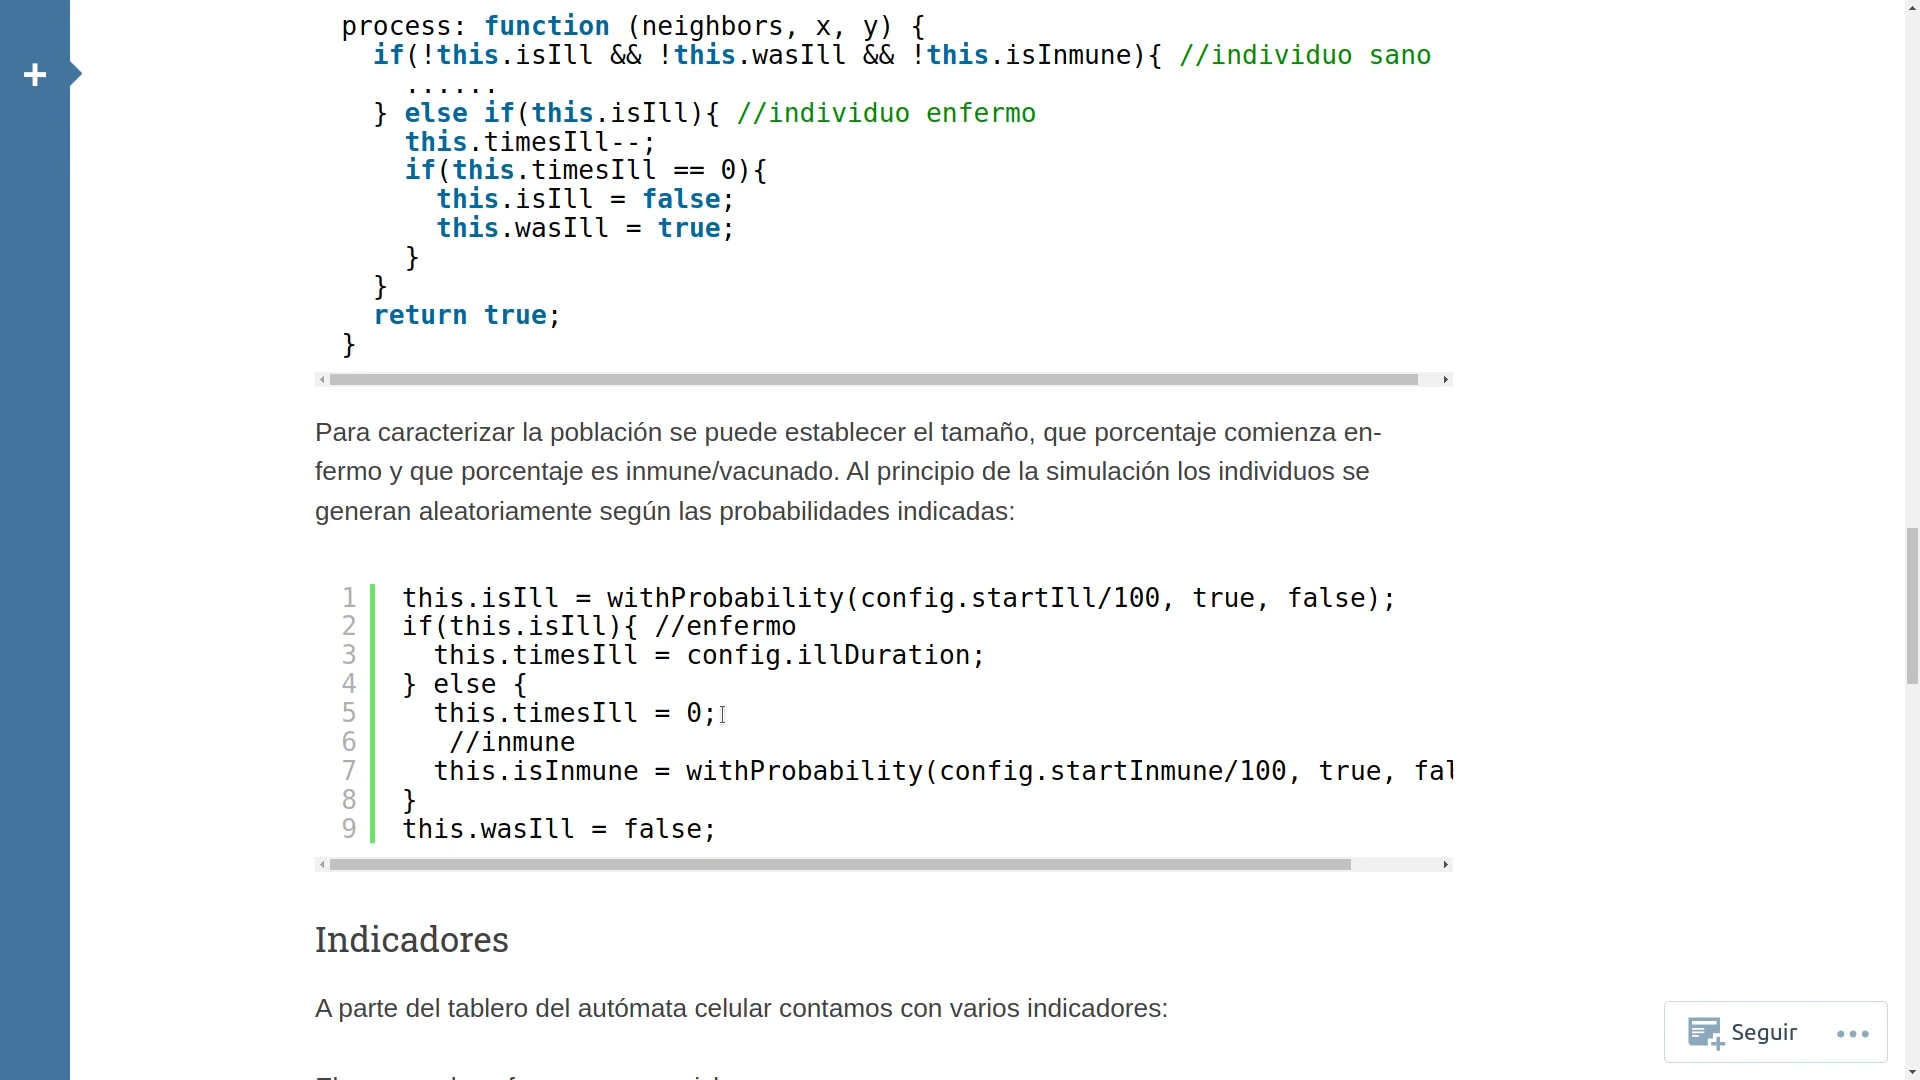 process: function (neighbors, x, y) {
if(!this.isIll && !this.wasIll && !this.isInmune){ //individuo sano
......
} else if(this.isIll){ //individuo enfermo
this.timesIll--;
if(this.timesIll == 0){
this.isIll = false;
this.wasIll = true;
}
}
return true;
}
Para caracterizar la población se puede establecer el tamaño, que porcentaje comienza en-
fermo y que porcentaje es inmune/vacunado. Al principio de la simulación los individuos se
generan aleatoriamente según las probabilidades indicadas:
1 this.isIll = withProbability(config.startIll/100, true, false);
2 if(this.isIll){ //enfermo
3 this.timesIll = config.illDuration;
4 } else {
5 this.timesIll = 0;
6 //inmune
7 this.isInmune = withProbability(config.startInmune/100, true, fal
8 }
9 this.wasIll = false;
Indicadores
A parte del tablero del autómata celular contamos con varios indicadores:
+
Seguir